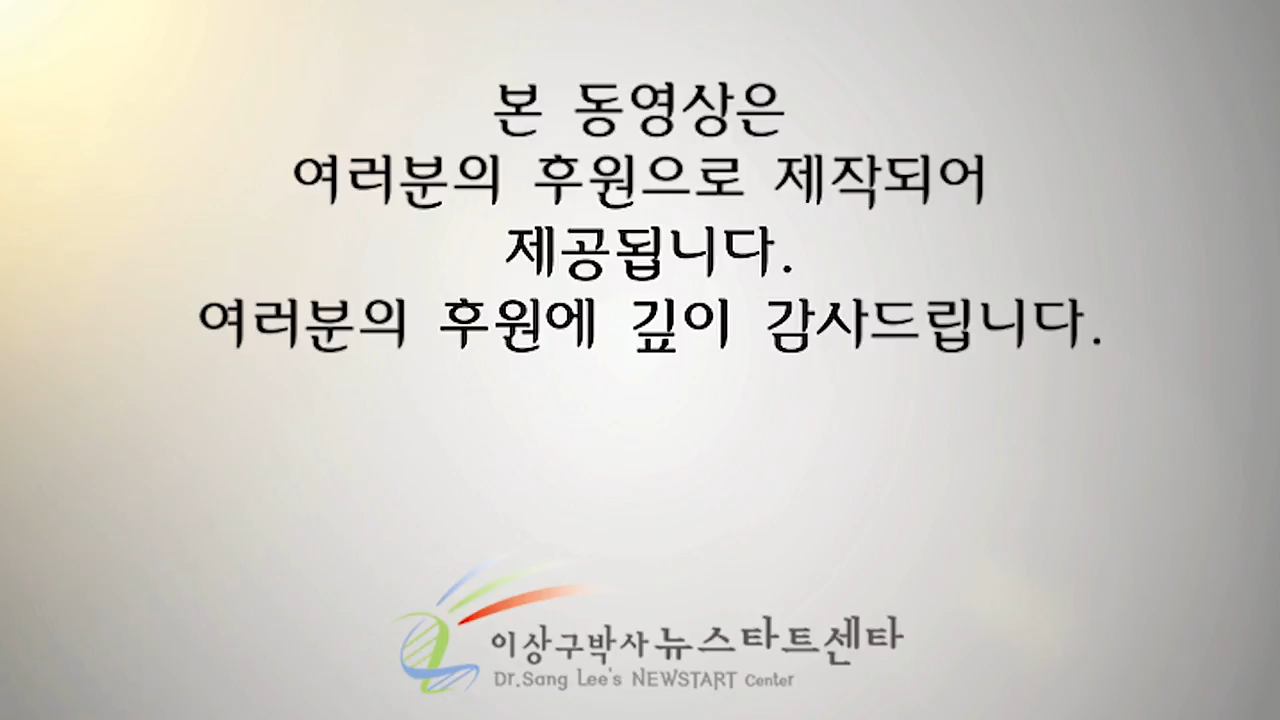 본 동영상은
여러분의 후원으로 제작되어
제공됩니다.
여러분의 후원에 깊이 감사드립니다.
이상구박사 뉴스타트센타
Dr.Sang Lee's NEWSTART Center